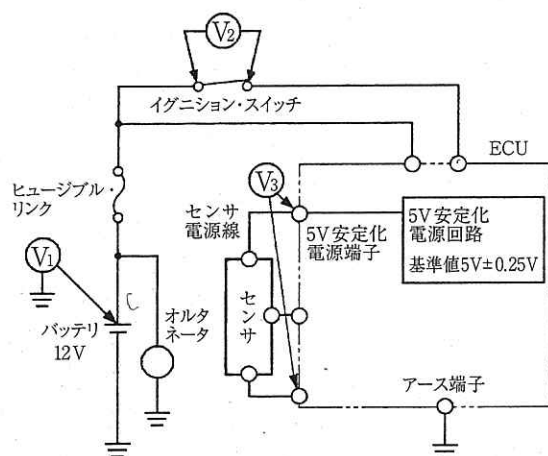 V2
イグニション・スイッチ
ECU
ヒュージブル・
リンク
V3
センサ
電源線
5V安定化
電源端子
5V安定化
電源回路
基準値5V±0.25V
V1
センサ
オルタ
ネータ
バッテリ
12V
アース端子